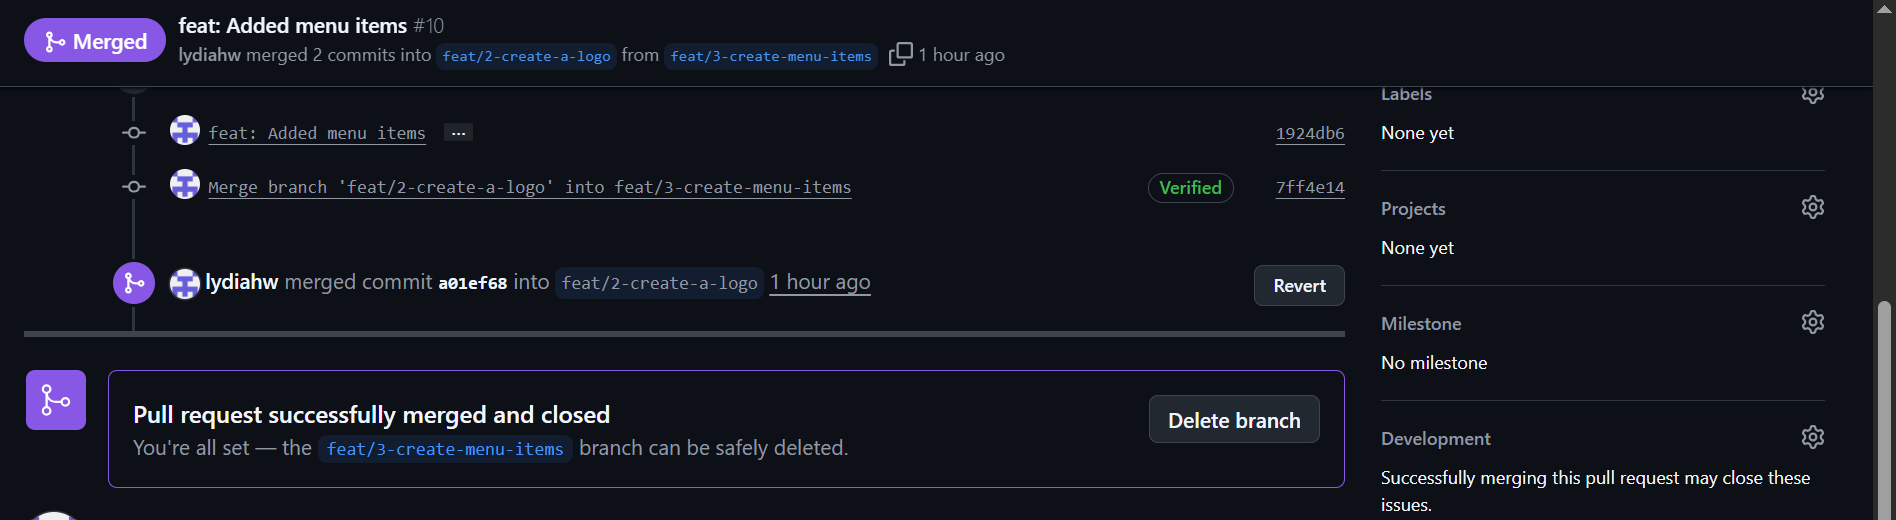 Merged
feat: Added menu items #10
lydiahw merged 2 commits into feat/2-create-a-logo from feat/3-create-menu-items 1 hour ago
feat: Added menu items ...
1924db6
Merge branch 'feat/2-create-a-logo' into feat/3-create-menu-items
Verified
7ff4e14
lydiahw merged commit a01ef68 into feat/2-create-a-logo 1 hour ago
Revert
Pull request successfully merged and closed
You're all set — the feat/3-create-menu-items branch can be safely deleted.
Delete branch
Labels
None yet
Projects
None yet
Milestone
No milestone
Development
Successfully merging this pull request may close these
issues.